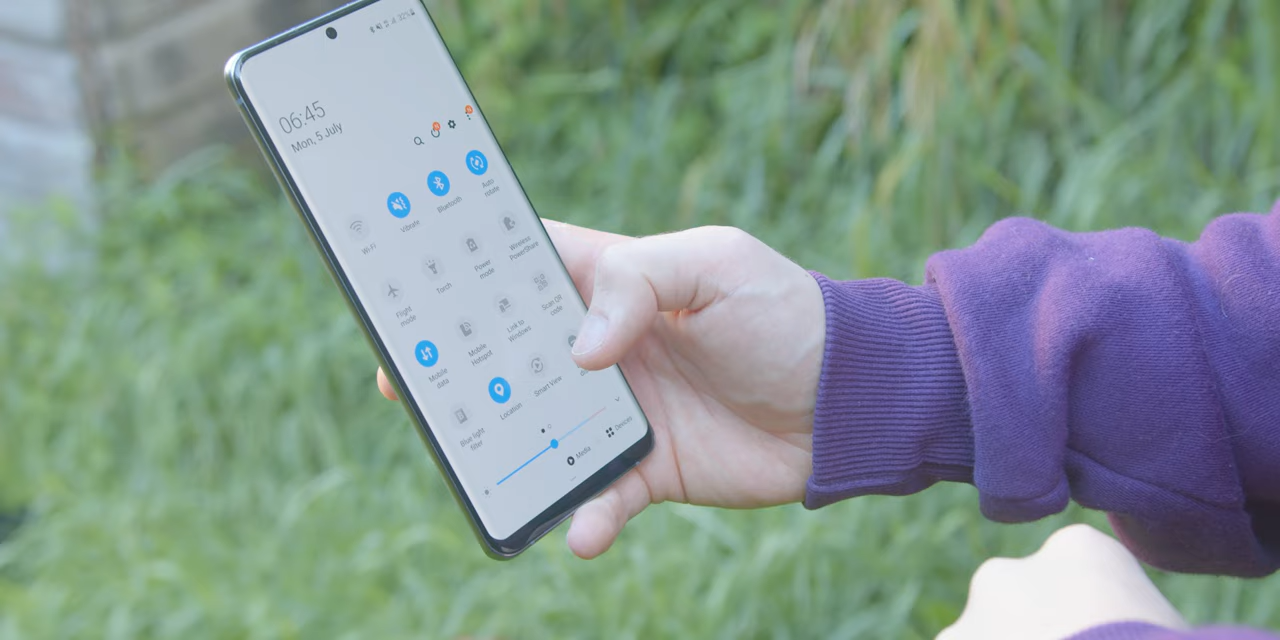 32%
06:45
Mon, 5 July
Wi-Fi
Vibrate
Bluetooth
Auto
rotate
Flight
mode
Torch
Power
mode
Wireless
PowerShare
Mobile
data
Mobile
Hotspot
Link to
Windows
Scan QR
code
Blue light
filter
Location
Smart View
Media
Devices